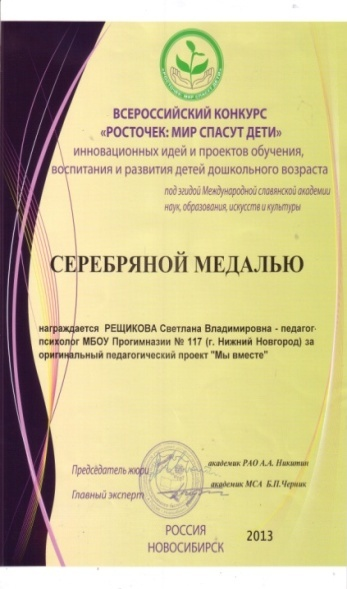 ВСЕРОССИЙСКИЙ КОНКУРС
«РОСТОЧЕК: МИР СПАСУТ ДЕТИ»
инновационных идей и проектов обучения,
воспитания и развития детей дошкольного возраста
под эгидой Международной славянской академии
наук, образования, искусств и культуры
СЕРЕБРЯНОЙ МЕДАЛЬЮ
награждается РЕЩИКОВА Светлана Владимировна - педагог-
психолог МБОУ Прогимназии № 117 (г. Нижний Новгород) за
оригинальный педагогический проект "Мы вместе"
Председатель жюри академик РАО А.А. Никитин
Главный эксперт академик МСА Б.П.Черник
РОССИЯ
НОВОСИБИРСК 2013